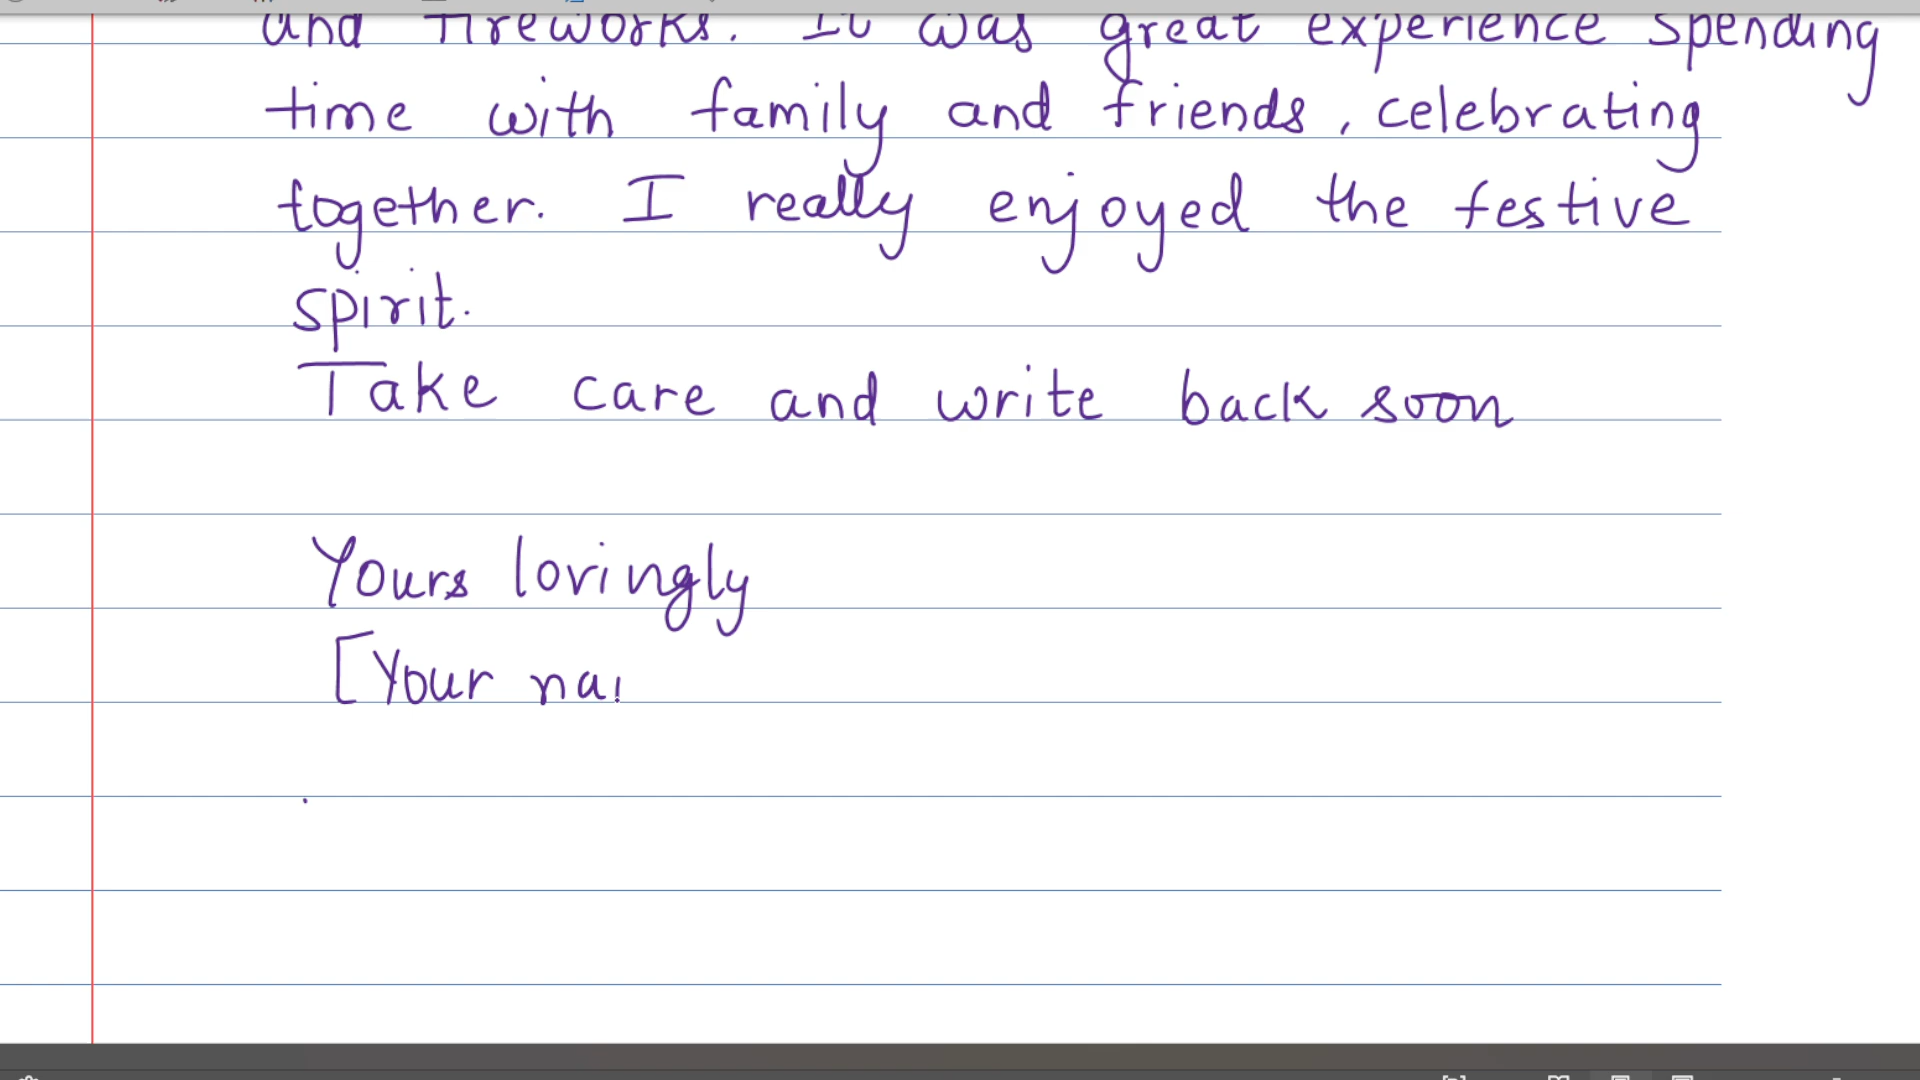 and fireworks. It was great experience spending
time with family and friends, celebrating
together. I really enjoyed the festive
spirit.
Take care and write back soon
Yours lovingly
[Your na